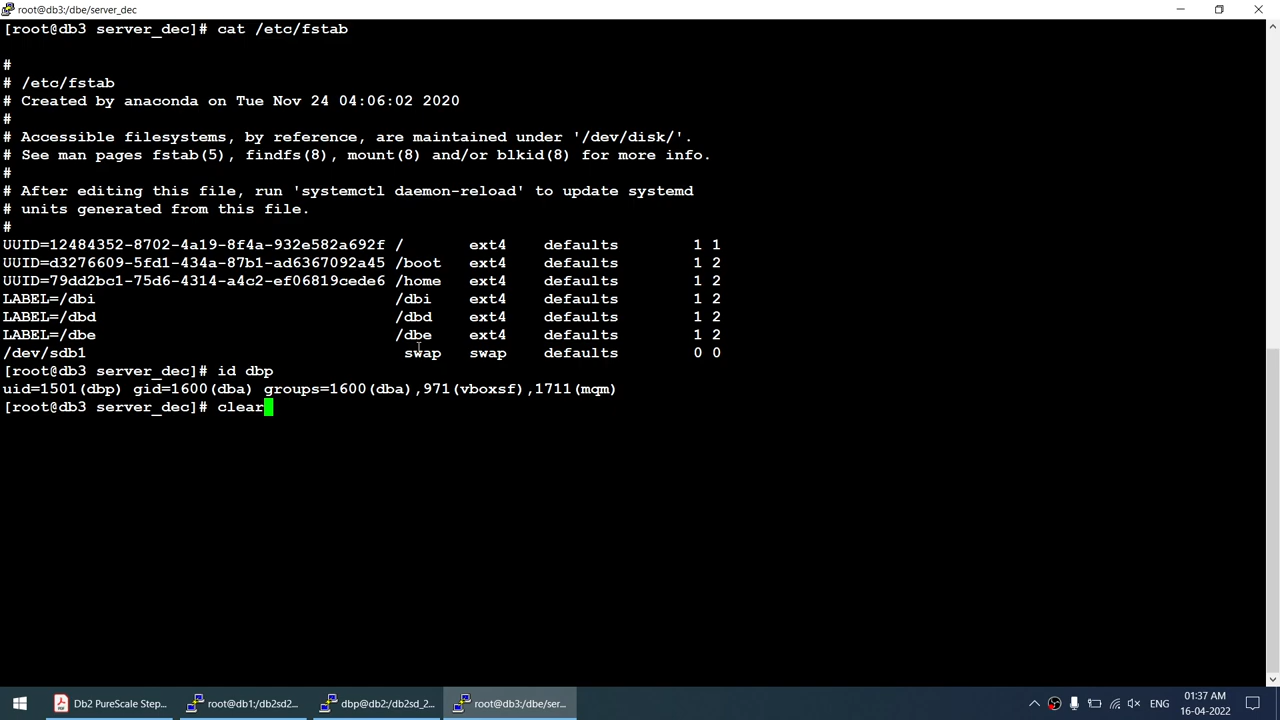 root@db3:/dbe/server_dec
[root@db3 server_dec]# cat /etc/fstab
#
# /etc/fstab
# Created by anaconda on Tue Nov 24 04:06:02 2020
#
# Accessible filesystems, by reference, are maintained under '/dev/disk/'.
# See man pages fstab(5), findfs(8), mount(8) and/or blkid(8) for more info.
#
# After editing this file, run 'systemctl daemon-reload' to update systemd
# units generated from this file.
#
UUID=12484352-8702-4a19-8f4a-932e582a692f / ext4 defaults 1 1
UUID=d3276609-5fd1-434a-87b1-ad6367092a45 /boot ext4 defaults 1 2
UUID=79dd2bc1-75d6-4314-a4c2-ef06819cede6 /home ext4 defaults 1 2
LABEL=/dbi /dbi ext4 defaults 1 2
LABEL=/dbd /dbd ext4 defaults 1 2
LABEL=/dbe /dbe ext4 defaults 1 2
/dev/sdb1 swap swap defaults 0 0
[root@db3 server_dec]# id dbp
uid=1501(dbp) gid=1600(dba) groups=1600(dba),971(vboxsf),1711(mqm)
[root@db3 server_dec]# clear
Db2 PureScale Step... root@db1:/db2sd2... dbp@db2:/db2sd_2... root@db3:/dbe/ser... ENG 01:37 AM
16-04-2022